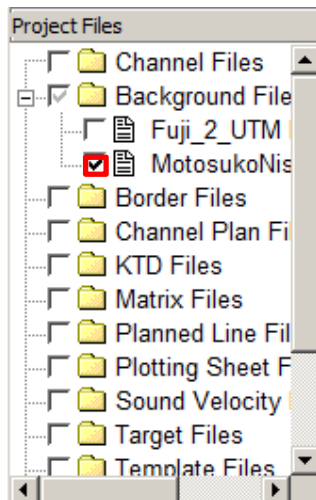 Project Files
Channel Files
Background File
Fuji_2_UTM
MotosukoNis
Border Files
Channel Plan Fi
KTD Files
Matrix Files
Planned Line Fil
Plotting Sheet F
Sound Velocity
Target Files
Template Files